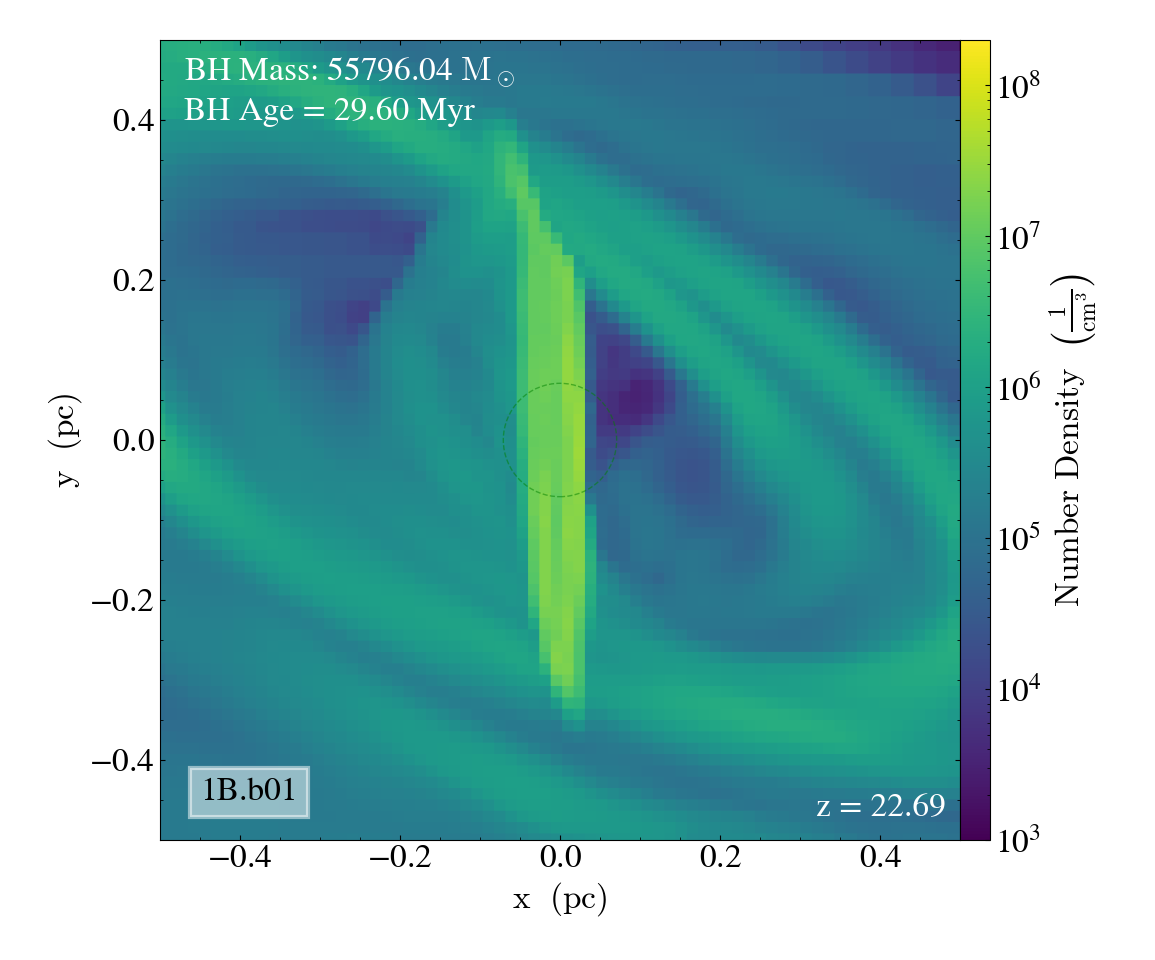 BH Mass: 55796.04 M⊙
BH Age = 29.60 Myr
0.4
0.2
0.0
−0.2
−0.4
y (pc)
1B.b01
z = 22.69
−0.4 −0.2 0.0 0.2 0.4
x (pc)
10⁸
10⁷
10⁶
10⁵
10⁴
10³
Number Density (1/cm³)